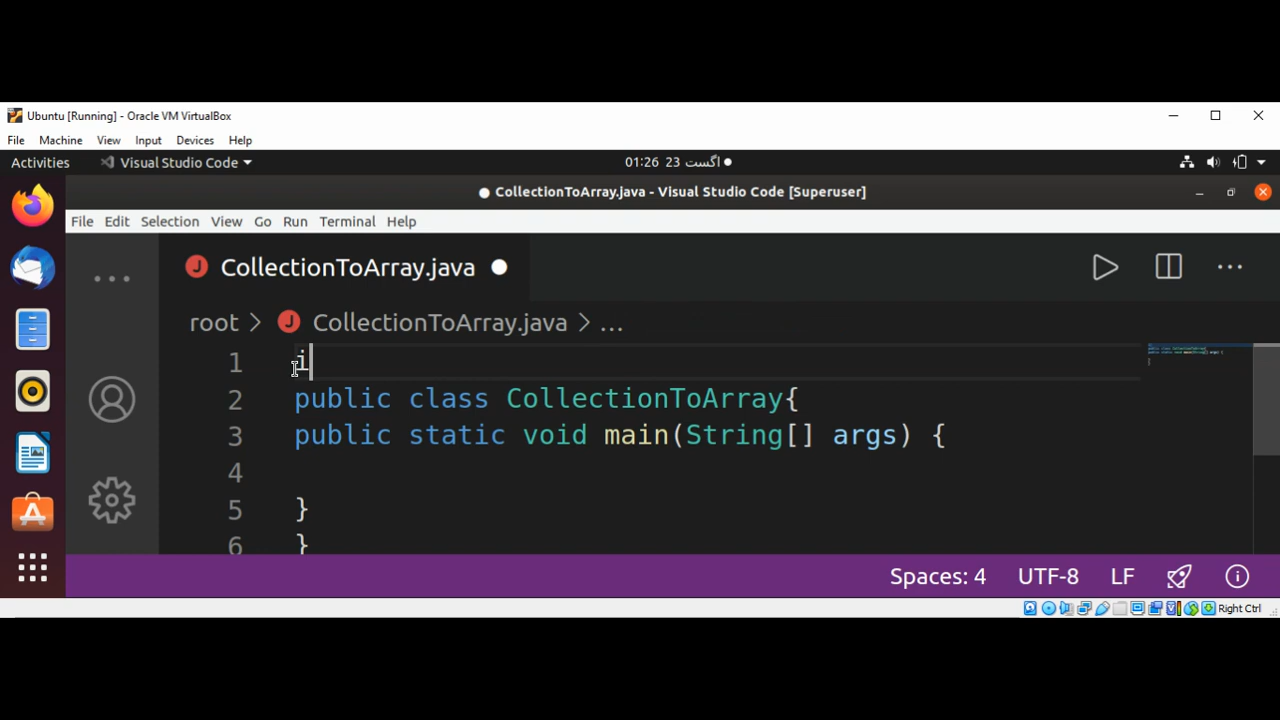 Ubuntu [Running] - Oracle VM VirtualBox
File Machine View Input Devices Help
Activities Visual Studio Code 01:26 23 اگست
CollectionToArray.java - Visual Studio Code [Superuser]
File Edit Selection View Go Run Terminal Help
CollectionToArray.java
root > CollectionToArray.java > ...
1 i
2 public class CollectionToArray{
3 public static void main(String[] args) {
4
5 }
6 }
Spaces: 4 UTF-8 LF
Right Ctrl